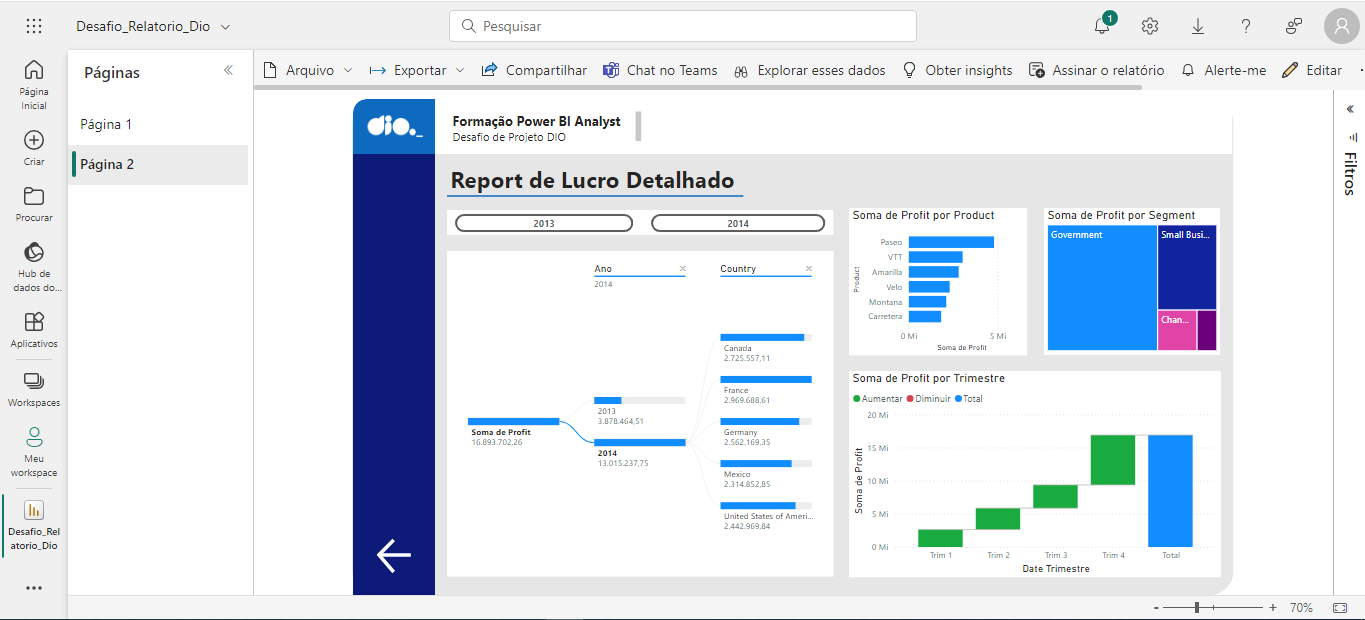 Desafio_Relatorio_Dio
Pesquisar
1
Página Inicial
Criar
Procurar
Hub de dados do...
Aplicativos
Workspaces
Meu workspace
Desafio_Relatorio_Dio
Páginas
Página 1
Página 2
Arquivo
Exportar
Compartilhar
Chat no Teams
Explorar esses dados
Obter insights
Assinar o relatório
Alerte-me
Editar
Filtros
dio._
Formação Power BI Analyst
Desafio de Projeto DIO
Report de Lucro Detalhado
2013
2014
Ano
2014
Country
Soma de Profit
16.893.702,26
2013
3.878.464,51
2014
13.015.237,75
Canada
2.725.557,11
France
2.969.688,61
Germany
2.562.169,35
Mexico
2.314.852,85
United States of Ameri...
2.442.969,84
Soma de Profit por Product
Product
Paseo
VTT
Amarilla
Velo
Montana
Carretera
0 Mi
5 Mi
Soma de Profit
Soma de Profit por Segment
Government
Small Busi...
Chan...
Soma de Profit por Trimestre
Aumentar
Diminuir
Total
Soma de Profit
20 Mi
15 Mi
10 Mi
5 Mi
0 Mi
Trim 1
Trim 2
Trim 3
Trim 4
Total
Date Trimestre
- + 70%